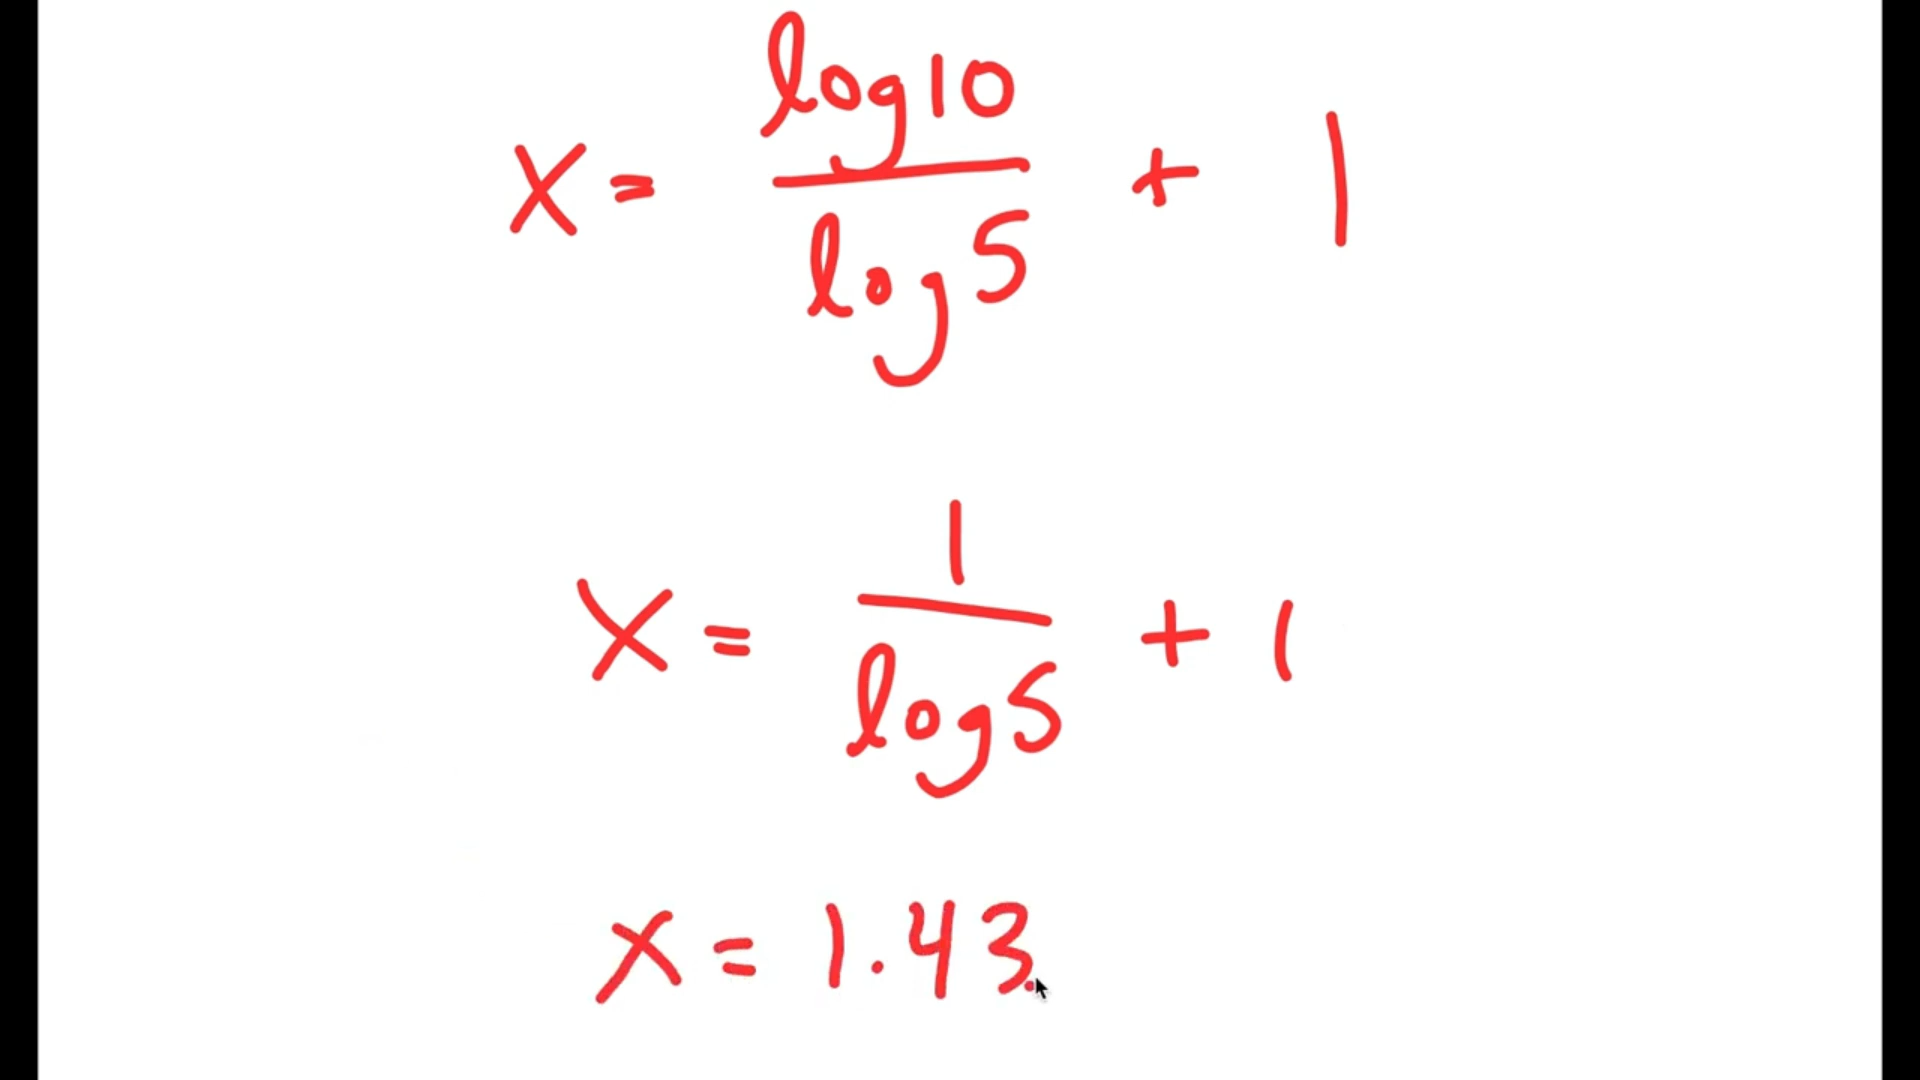 x = log10/log5 + 1
x = 1/log5 + 1
x = 1.43